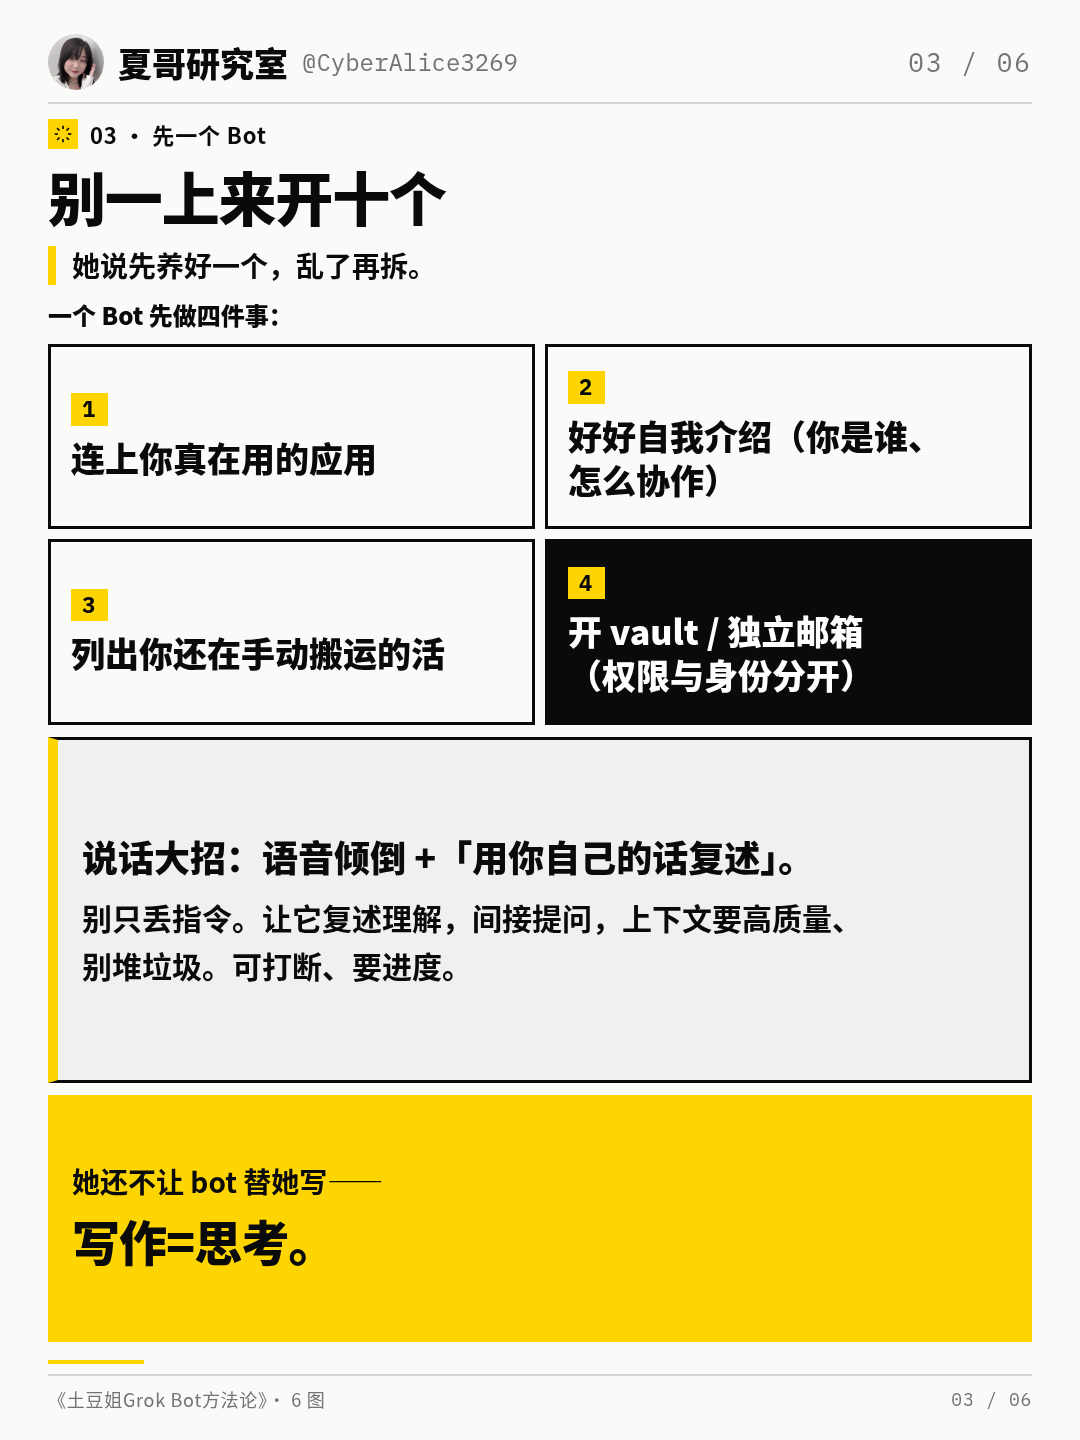 夏哥研究室 @CyberAlice3269 03 / 06
03 · 先一个 Bot
别一上来开十个
她说先养好一个，乱了再拆。
一个 Bot 先做四件事：
1
连上你真在用的应用
2
好好自我介绍（你是谁、
怎么协作）
3
列出你还在手动搬运的活
4
开 vault / 独立邮箱
（权限与身份分开）
说话大招：语音倾倒 +「用你自己的话复述」。
别只丢指令。让它复述理解，间接提问，上下文要高质量、
别堆垃圾。可打断、要进度。
她还不让 bot 替她写——
写作=思考。
《土豆姐Grok Bot方法论》· 6 图 03 / 06